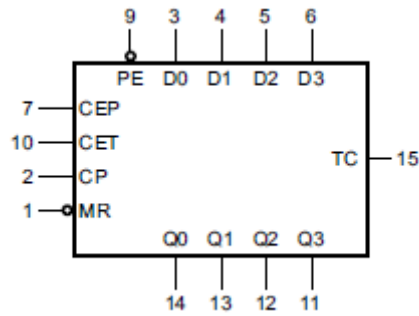 9 3 4 5 6
PE D0 D1 D2 D3
7 CEP
10 CET
TC 15
2 CP
1 MR
Q0 Q1 Q2 Q3
14 13 12 11